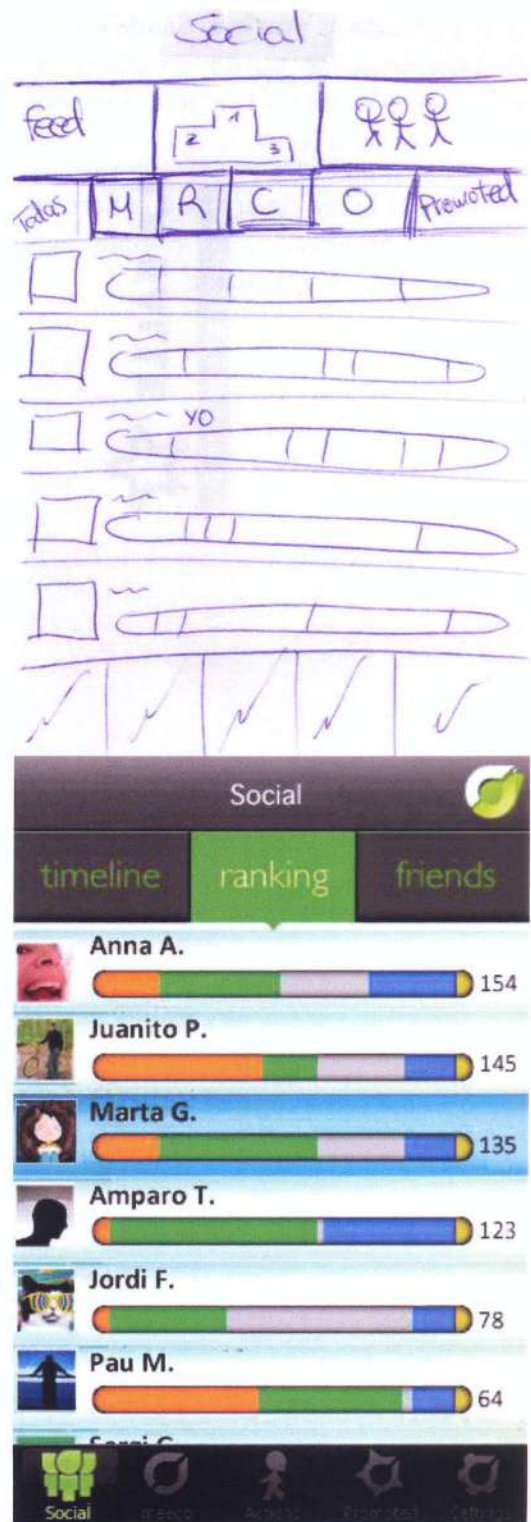 Social
Feed
1
2
3
Todas M R C O Prewoted
YO
Social
timeline ranking friends
Anna A.
154
Juanito P.
145
Marta G.
135
Amparo T.
123
Jordi F.
78
Pau M.
64
Social